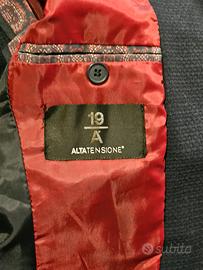 19
A
ALTATENSIONE®
subito